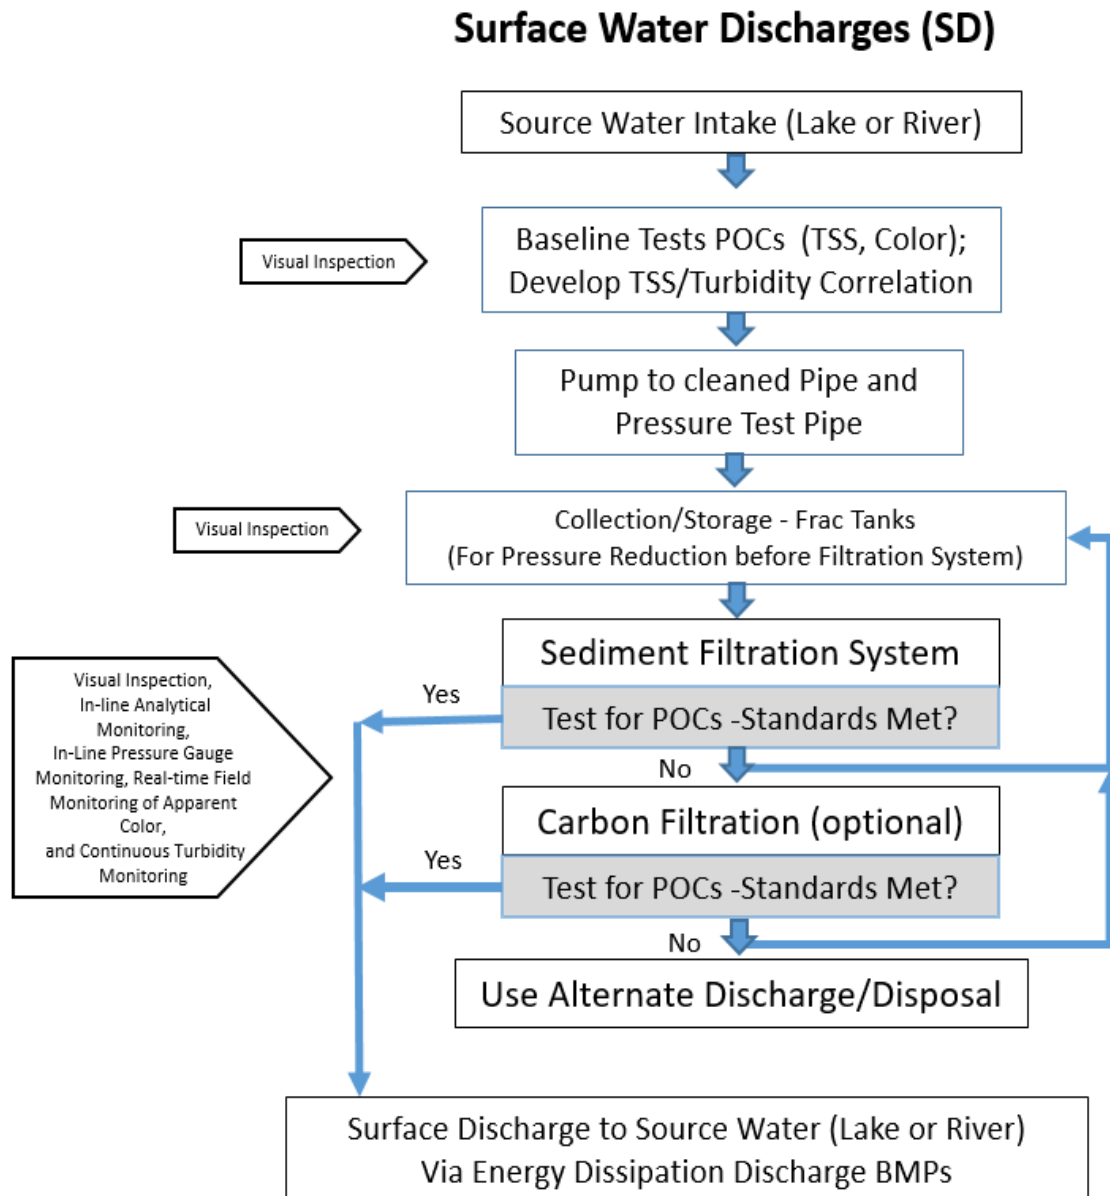 Surface Water Discharges (SD)
Source Water Intake (Lake or River)
Visual Inspection
Baseline Tests POCs (TSS, Color);
Develop TSS/Turbidity Correlation
Pump to cleaned Pipe and
Pressure Test Pipe
Visual Inspection
Collection/Storage - Frac Tanks
(For Pressure Reduction before Filtration System)
Sediment Filtration System
Yes
Test for POCs -Standards Met?
No
Visual Inspection,
In-line Analytical
Monitoring,
In-Line Pressure Gauge
Monitoring, Real-time Field
Monitoring of Apparent
Color,
and Continuous Turbidity
Monitoring
Carbon Filtration (optional)
Yes
Test for POCs -Standards Met?
No
Use Alternate Discharge/Disposal
Surface Discharge to Source Water (Lake or River)
Via Energy Dissipation Discharge BMPs